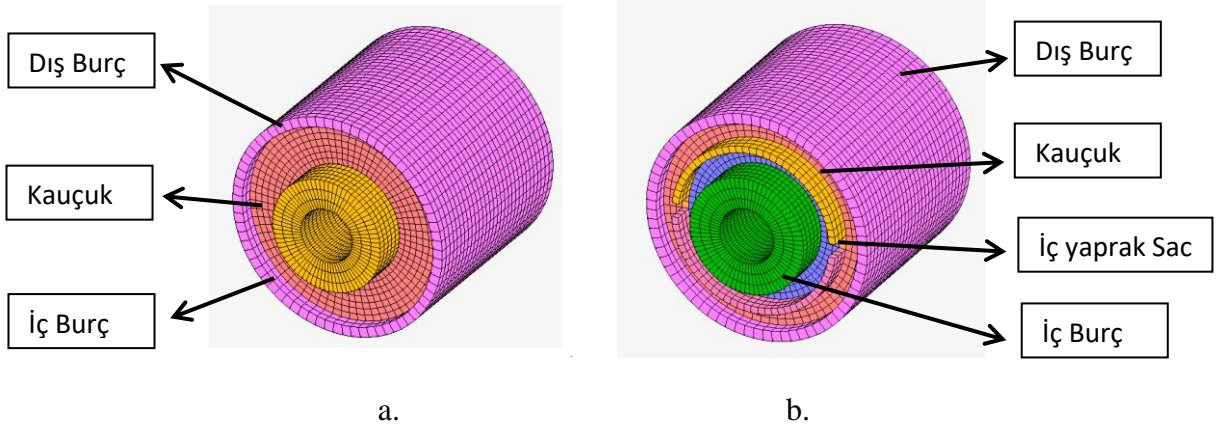 Dış Burç
Kauçuk
İç Burç
Dış Burç
Kauçuk
İç yaprak Sac
İç Burç
a.
b.